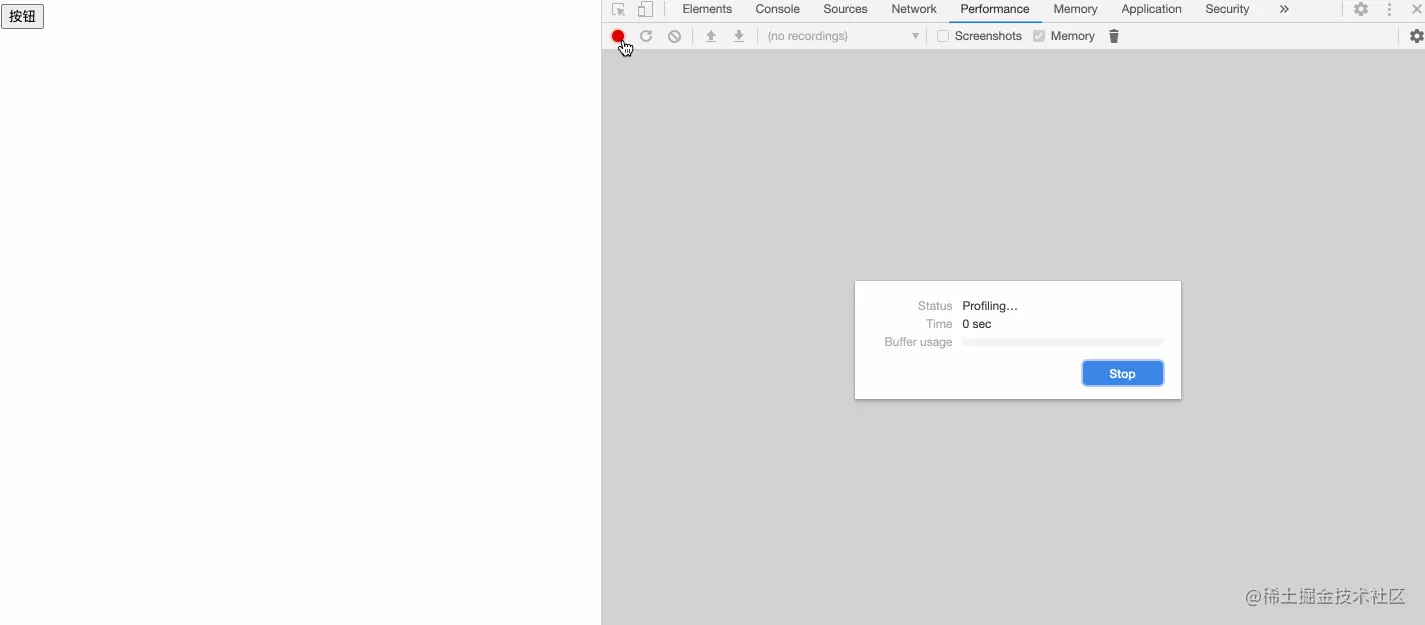 按钮
Elements Console Sources Network Performance Memory Application Security »
(no recordings) Screenshots Memory
Status Profiling…
Time 0 sec
Buffer usage
Stop
@稀土掘金技术社区